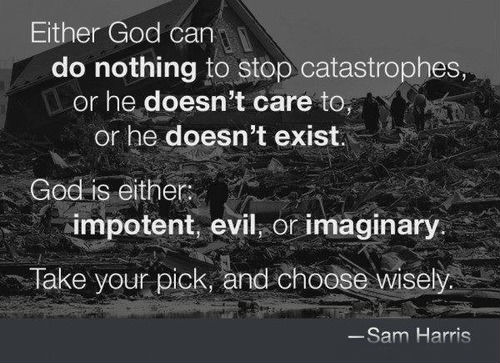 Either God can
do nothing to stop catastrophes,
or he doesn't care to,
or he doesn't exist.
God is either:
impotent, evil, or imaginary.
Take your pick, and choose wisely.
—Sam Harris